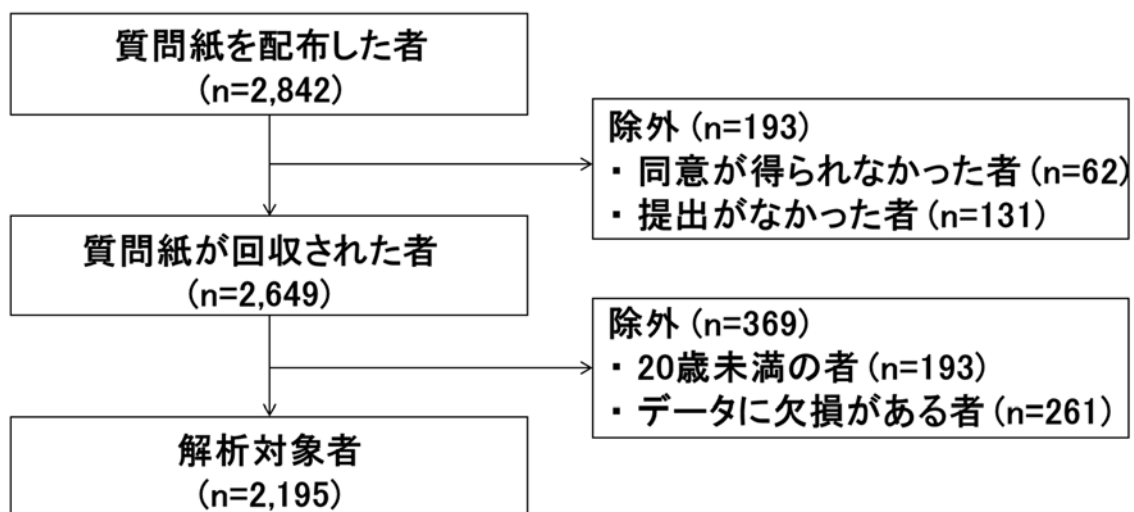 質問紙を配布した者
(n=2,842)
除外 (n=193)
・ 同意が得られなかった者 (n=62)
・ 提出がなかった者 (n=131)
質問紙が回収された者
(n=2,649)
除外 (n=369)
・ 20歳未満の者 (n=193)
・ データに欠損がある者 (n=261)
解析対象者
(n=2,195)